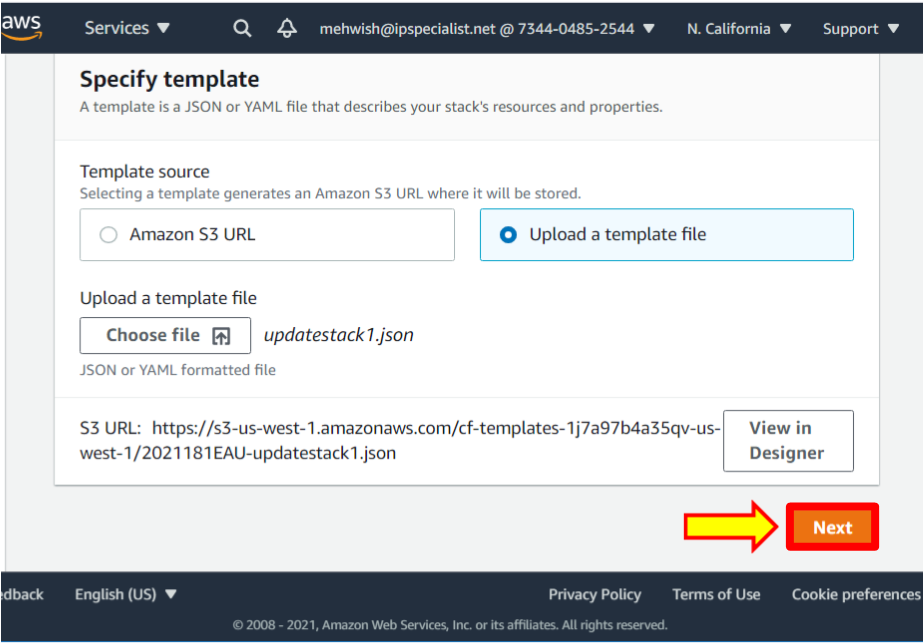 aws
Services ▼ mehwish@ipspecialist.net @ 7344-0485-2544 ▼ N. California ▼ Support ▼
Specify template
A template is a JSON or YAML file that describes your stack's resources and properties.
Template source
Selecting a template generates an Amazon S3 URL where it will be stored.
Amazon S3 URL
Upload a template file
Upload a template file
Choose file updatestack1.json
JSON or YAML formatted file
S3 URL: https://s3-us-west-1.amazonaws.com/cf-templates-1j7a97b4a35qv-us-
west-1/2021181EAU-updatestack1.json
View in
Designer
Next
edback English (US) ▼ Privacy Policy Terms of Use Cookie preferences
© 2008 - 2021, Amazon Web Services, Inc. or its affiliates. All rights reserved.